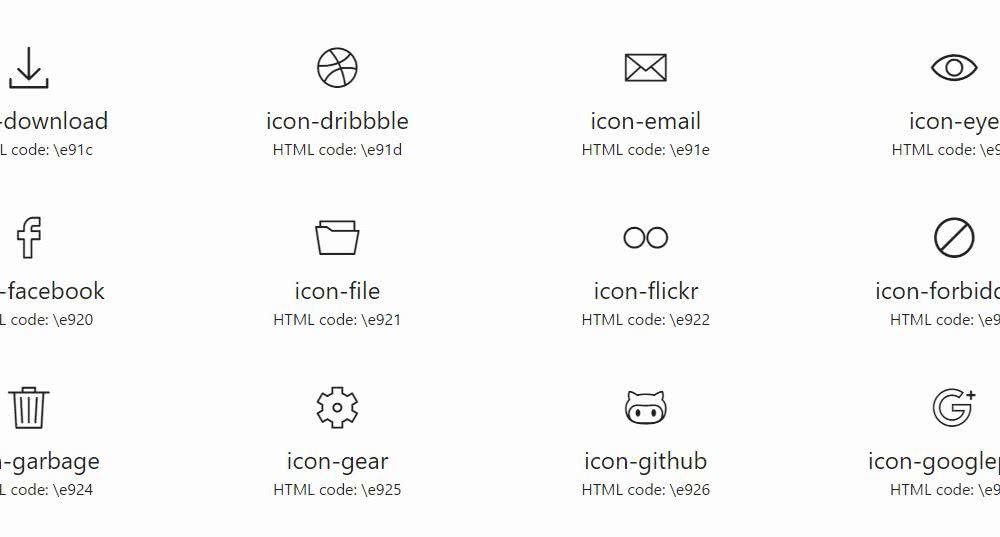 -download icon-dribbble icon-email icon-eye
L code: \e91c HTML code: \e91d HTML code: \e91e HTML code: \e9
-facebook icon-file icon-flickr icon-forbidd
L code: \e920 HTML code: \e921 HTML code: \e922 HTML code: \e9
-garbage icon-gear icon-github icon-googlep
L code: \e924 HTML code: \e925 HTML code: \e926 HTML code: \e9